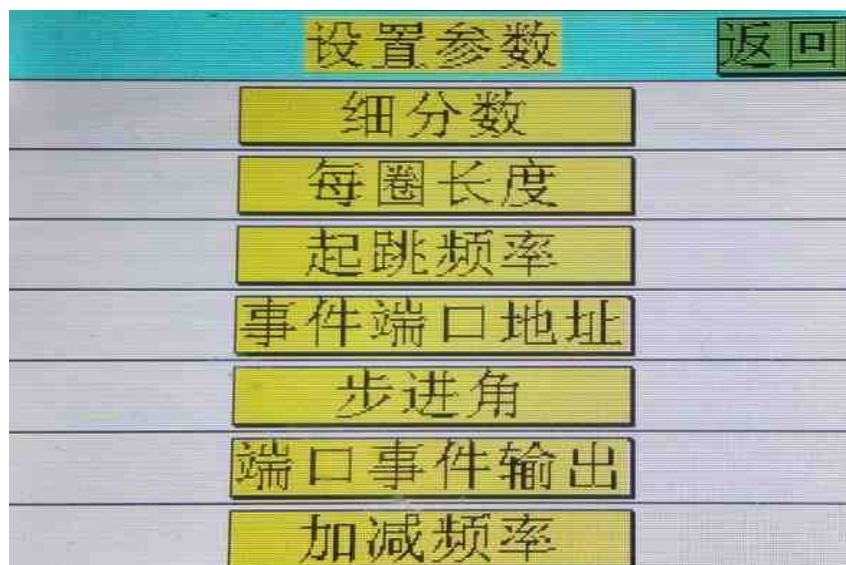 设置参数 返回
细分数
每圈长度
起跳频率
事件端口地址
步进角
端口事件输出
加减频率